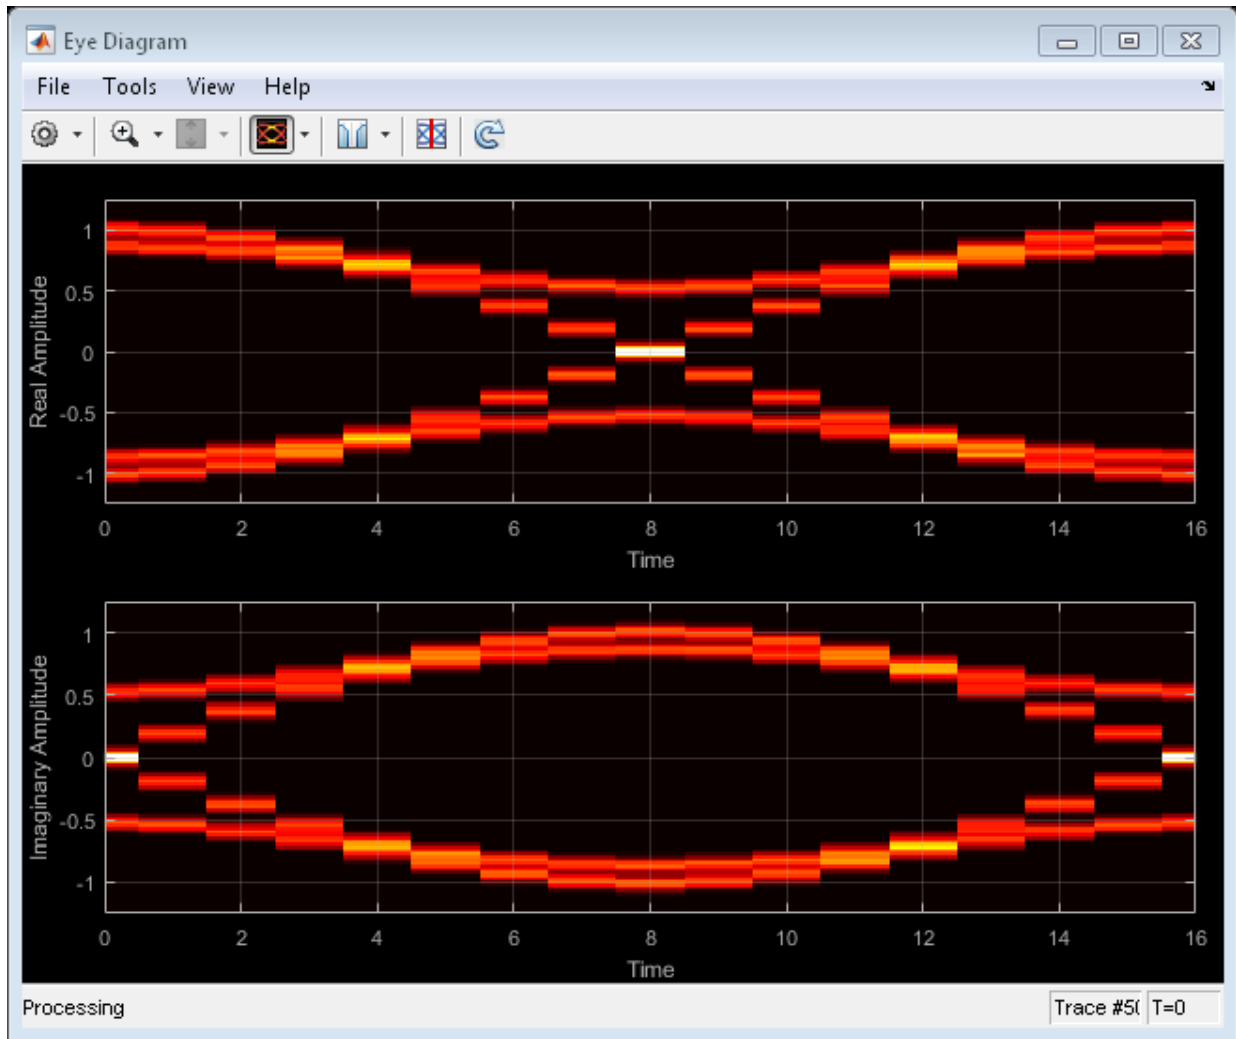 Eye Diagram
File Tools View Help
Real Amplitude
1
0.5
0
-0.5
-1
0 2 4 6 8 10 12 14 16
Time
Imaginary Amplitude
1
0.5
0
-0.5
-1
0 2 4 6 8 10 12 14 16
Time
Processing Trace #5( T=0